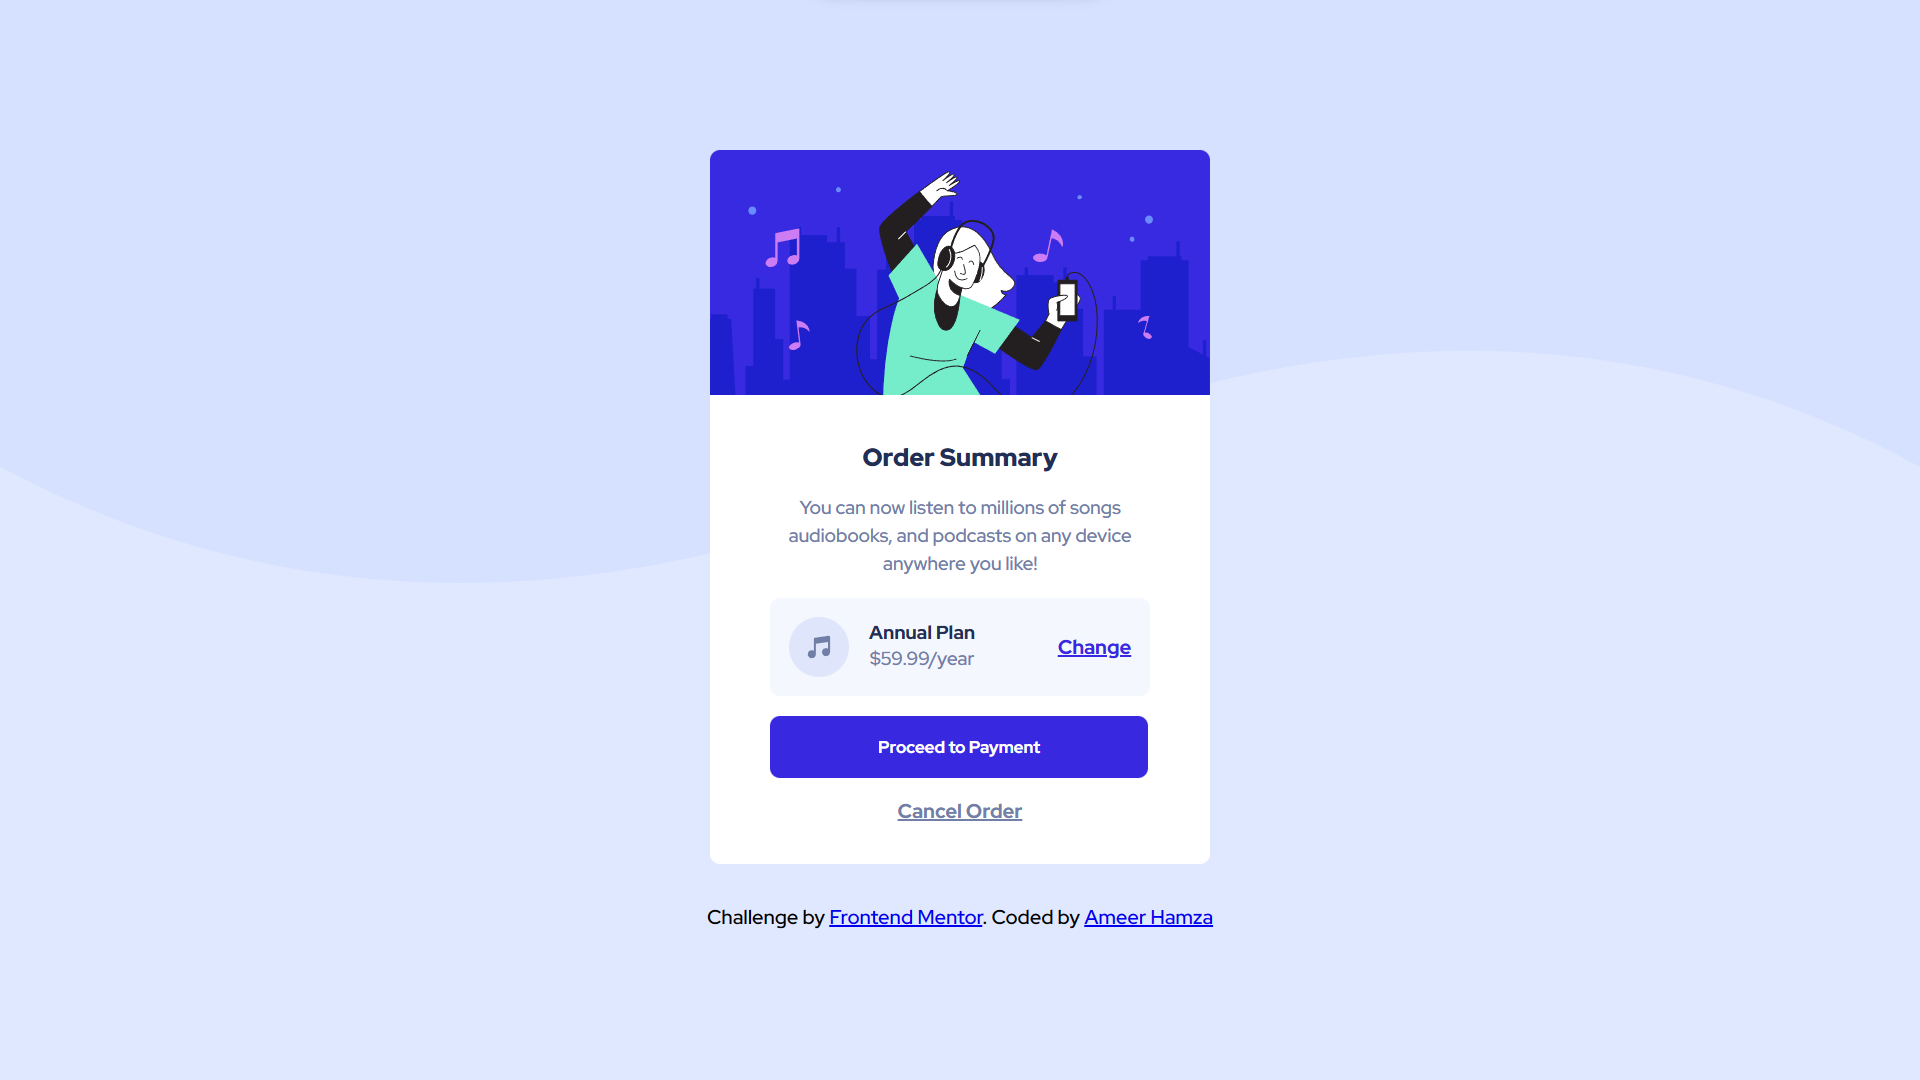 Order Summary
You can now listen to millions of songs
audiobooks, and podcasts on any device
anywhere you like!
Annual Plan
$59.99/year
Change
Proceed to Payment
Cancel Order
Challenge by Frontend Mentor. Coded by Ameer Hamza